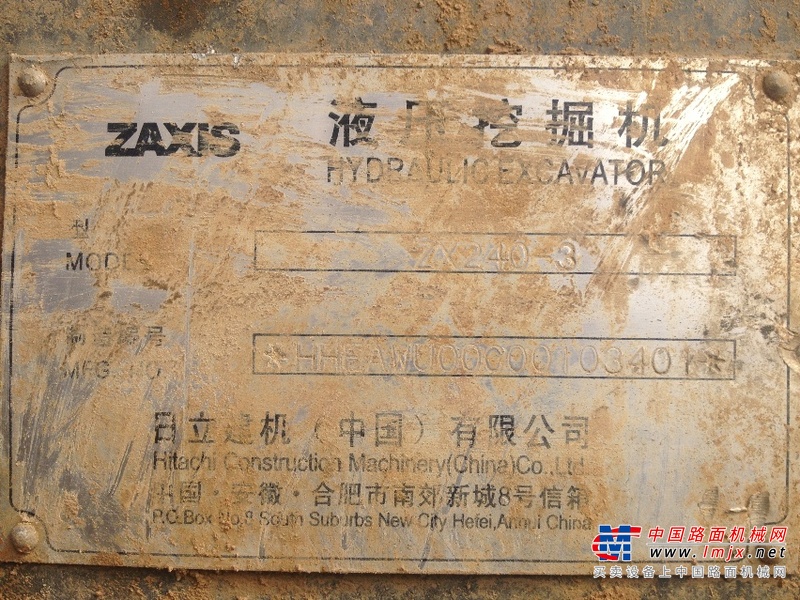 ZAXIS
液压挖掘机
HYDRAULIC EXCAVATOR
型
MODEL
ZX240-3
制造编号
MFG. NO.
日立建机（中国）有限公司
Hitachi Construction Machinery(China)Co.,Ltd.
中国·安徽·合肥市南郊新城8号信箱
P.O.Box No.8 South Suburbs New City Hefei,Anhui China
中国路面机械网
www.lmjx.net
买卖设备上中国路面机械网